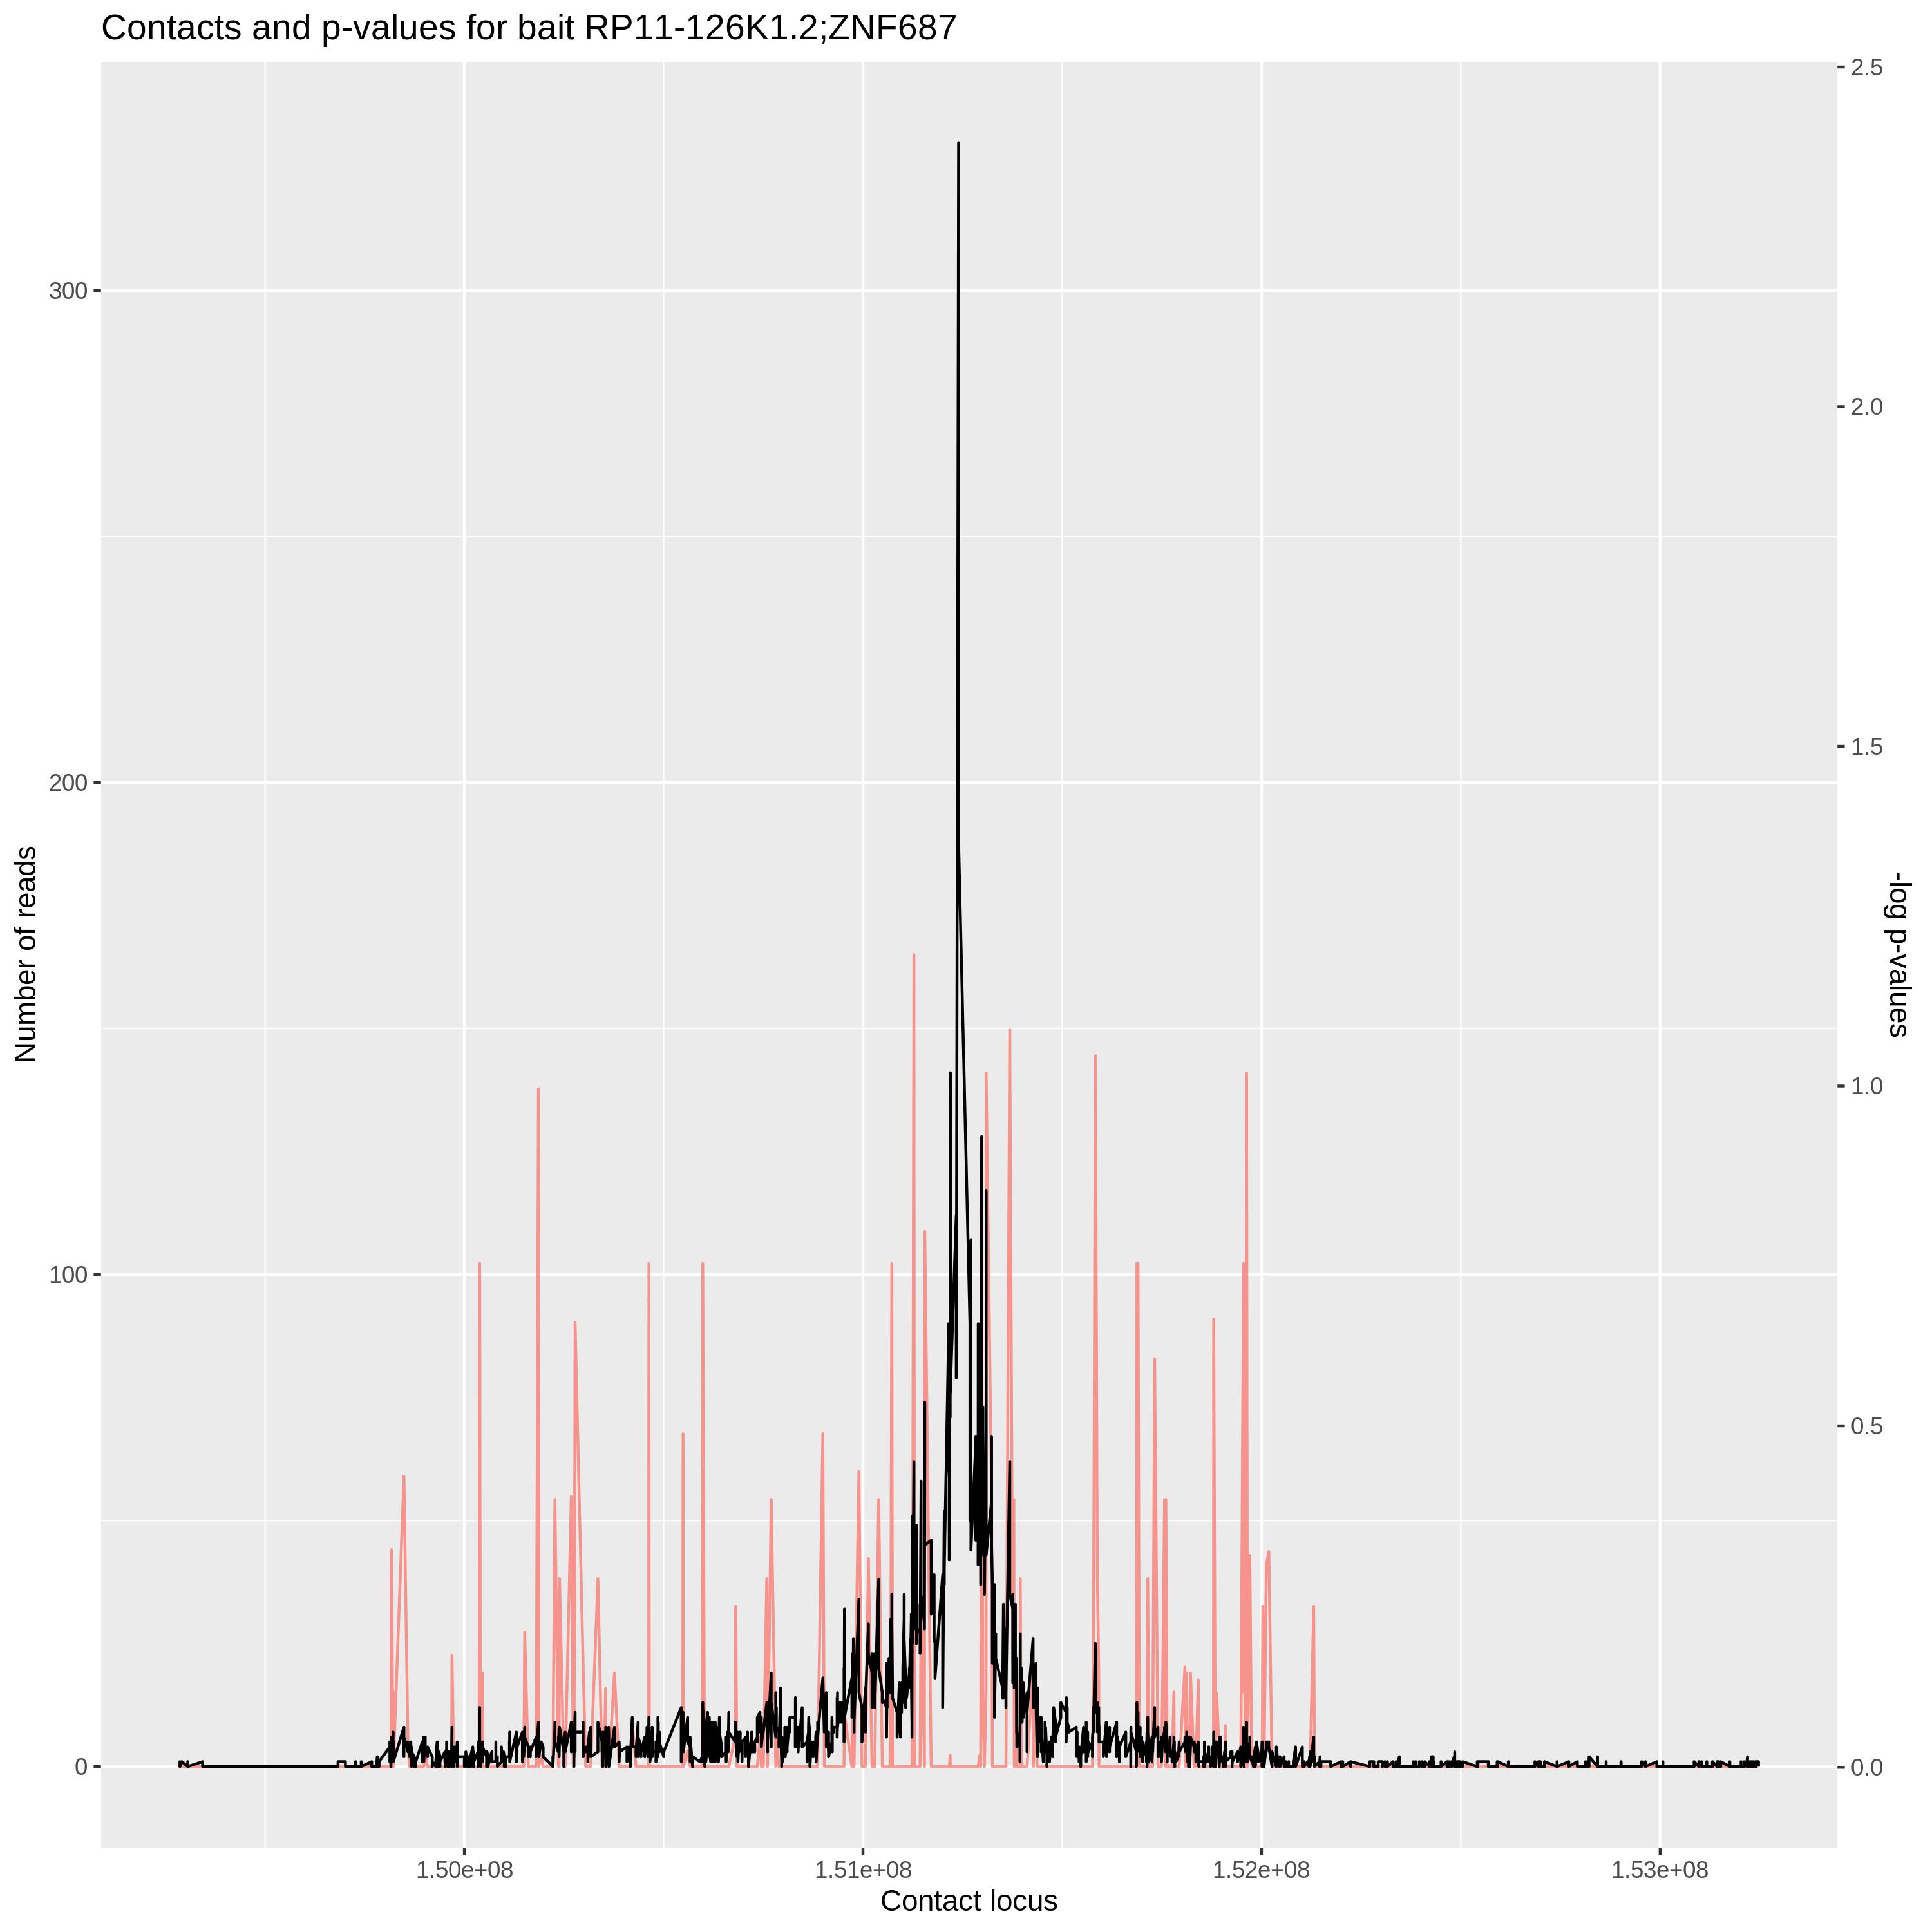 Contacts and p-values for bait RP11-126K1.2;ZNF687
Number of reads
300
200
100
0
2.5
2.0
1.5
1.0
0.5
0.0
-log p-values
1.50e+08
1.51e+08
1.52e+08
1.53e+08
Contact locus